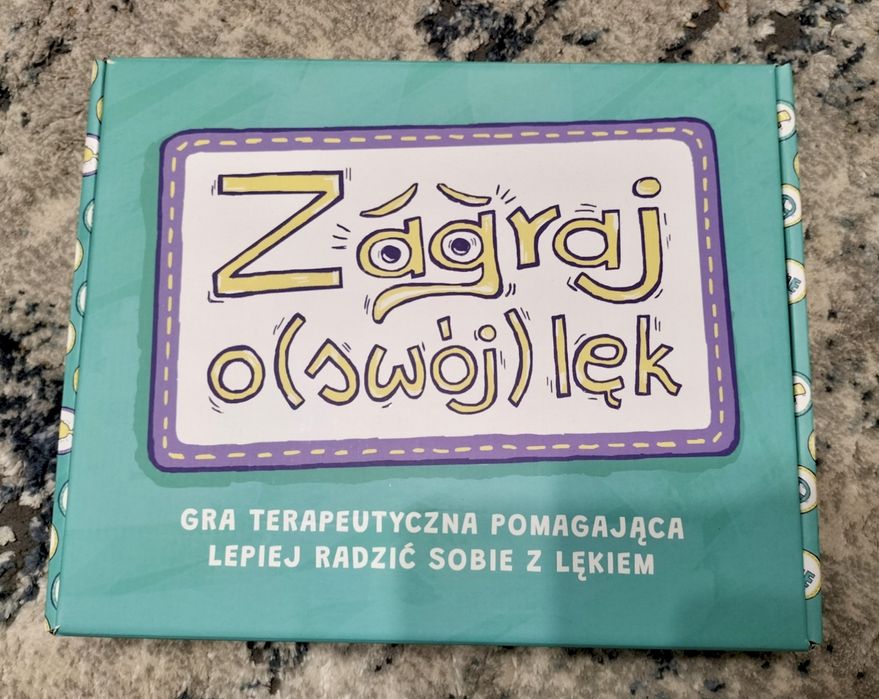 Zagraj
o(swój) lęk
GRA TERAPEUTYCZNA POMAGAJĄCA
LEPIEJ RADZIĆ SOBIE Z LĘKIEM